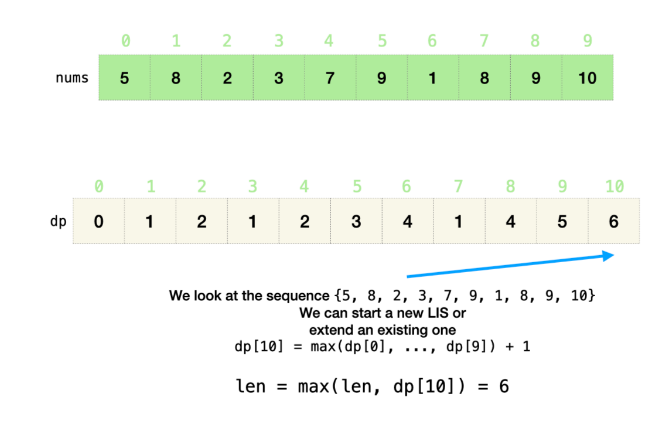 0 1 2 3 4 5 6 7 8 9
nums 5 8 2 3 7 9 1 8 9 10
0 1 2 3 4 5 6 7 8 9 10
dp 0 1 2 1 2 3 4 1 4 5 6
We look at the sequence {5, 8, 2, 3, 7, 9, 1, 8, 9, 10}
We can start a new LIS or
extend an existing one
dp[10] = max(dp[0], ..., dp[9]) + 1
len = max(len, dp[10]) = 6